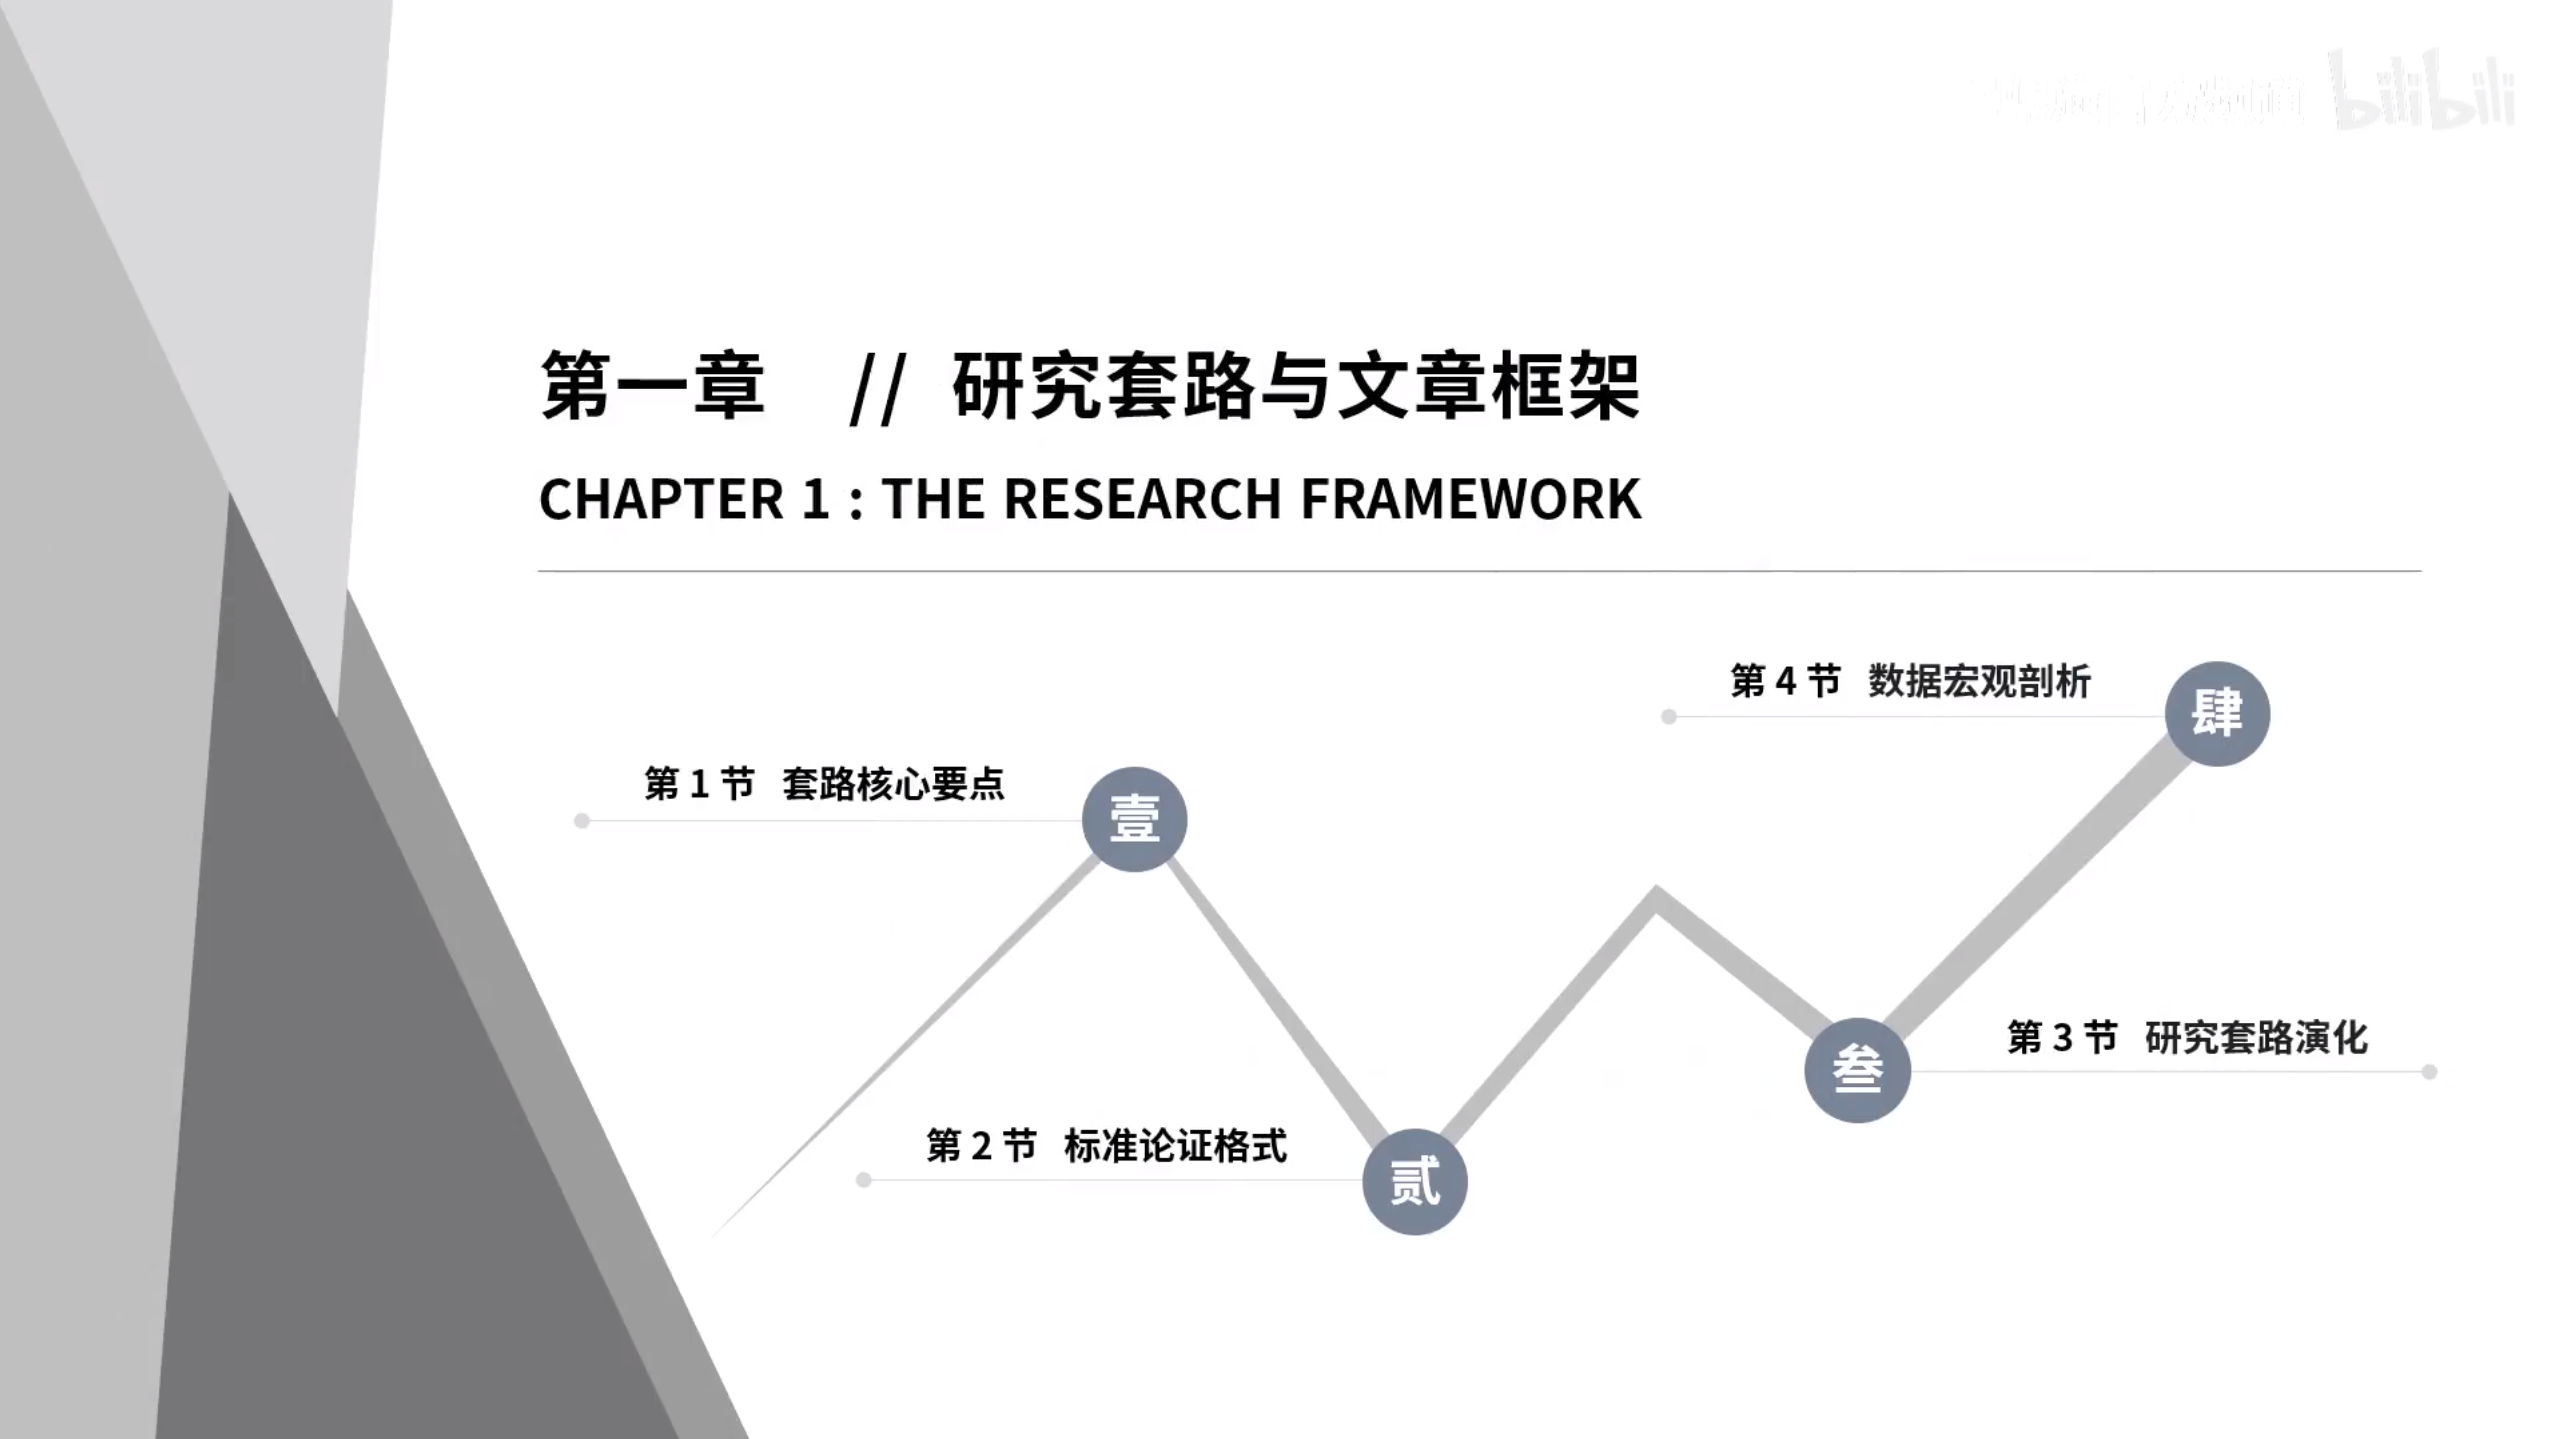 bilibili
第一章 // 研究套路与文章框架
CHAPTER 1 : THE RESEARCH FRAMEWORK
第 1 节 套路核心要点
壹
第 2 节 标准论证格式
贰
叁
第 3 节 研究套路演化
第 4 节 数据宏观剖析
肆